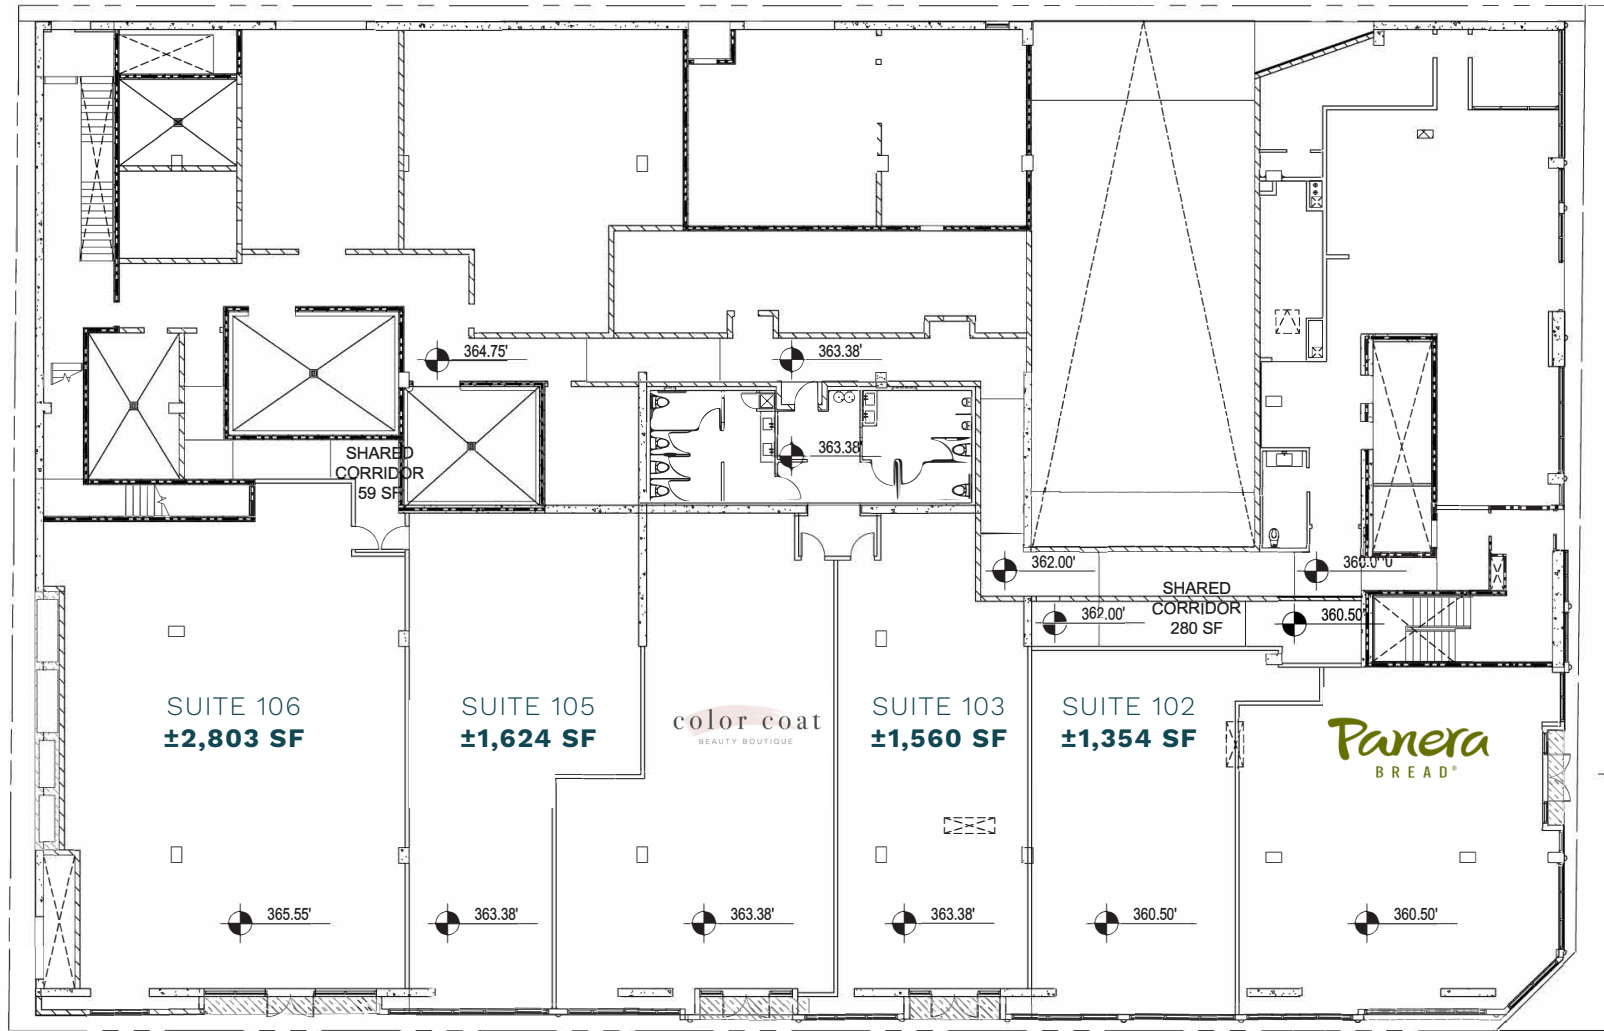 364.75'
363.38'
SHARED
CORRIDOR
59 SF
363.38'
362.00'
SHARED
CORRIDOR
280 SF
362.00'
360.50'
SUITE 106
±2,803 SF
SUITE 105
±1,624 SF
color coat
BEAUTY BOUTIQUE
SUITE 103
±1,560 SF
SUITE 102
±1,354 SF
Panera
BREAD®
365.55'
363.38'
363.38'
363.38'
360.50'
360.50'